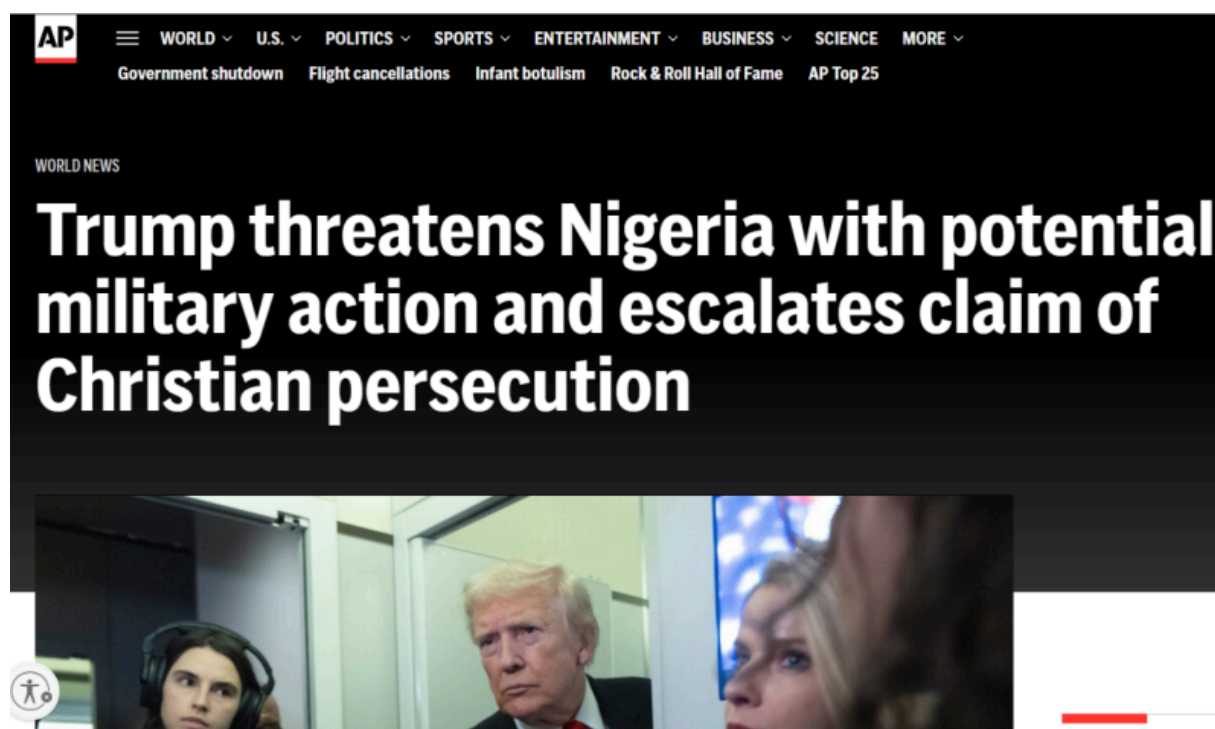 AP
WORLD U.S. POLITICS SPORTS ENTERTAINMENT BUSINESS SCIENCE MORE
Government shutdown Flight cancellations Infant botulism Rock & Roll Hall of Fame AP Top 25
WORLD NEWS
Trump threatens Nigeria with potential
military action and escalates claim of
Christian persecution